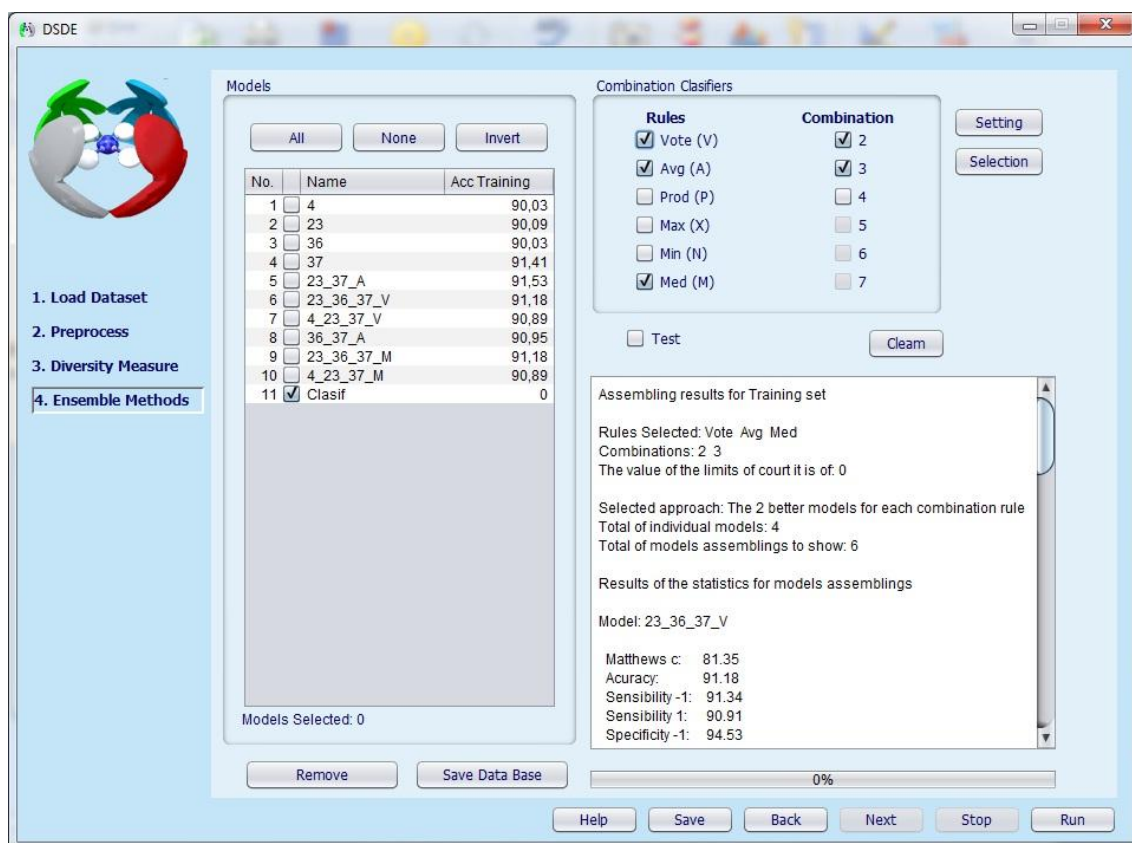 DSDE
1. Load Dataset
2. Preprocess
3. Diversity Measure
4. Ensemble Methods
Models
All None Invert
No. Name Acc Training
1 4 90,03
2 23 90,09
3 36 90,03
4 37 91,41
5 23_37_A 91,53
6 23_36_37_V 91,18
7 4_23_37_V 90,89
8 36_37_A 90,95
9 23_36_37_M 91,18
10 4_23_37_M 90,89
11 Clasif 0
Models Selected: 0
Remove Save Data Base
Combination Clasifiers
Rules Combination
Vote (V) 2
Avg (A) 3
Prod (P) 4
Max (X) 5
Min (N) 6
Med (M) 7
Setting
Selection
Test Cleam
Assembling results for Training set
Rules Selected: Vote Avg Med
Combinations: 2 3
The value of the limits of court it is of: 0
Selected approach: The 2 better models for each combination rule
Total of individual models: 4
Total of models assemblings to show: 6
Results of the statistics for models assemblings
Model: 23_36_37_V
Matthews c: 81.35
Acuracy: 91.18
Sensibility -1: 91.34
Sensibility 1: 90.91
Specificity -1: 94.53
0%
Help Save Back Next Stop Run